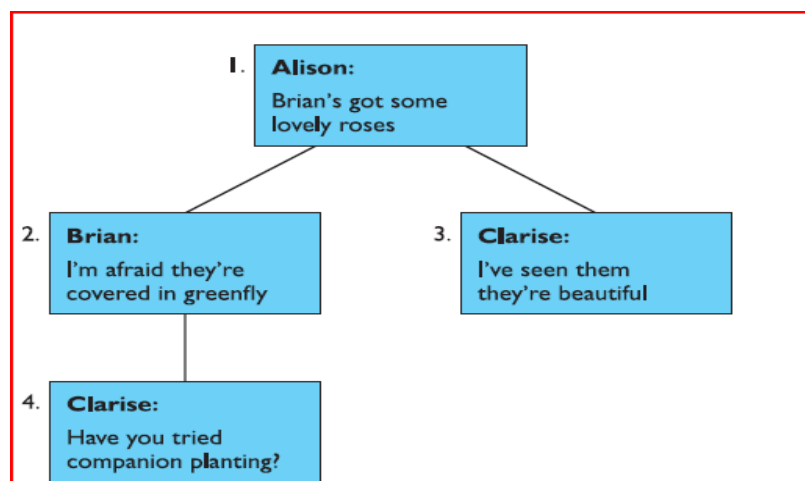 1. Alison:
Brian's got some
lovely roses
2. Brian:
I'm afraid they're
covered in greenfly
3. Clarise:
I've seen them
they're beautiful
4. Clarise:
Have you tried
companion planting?